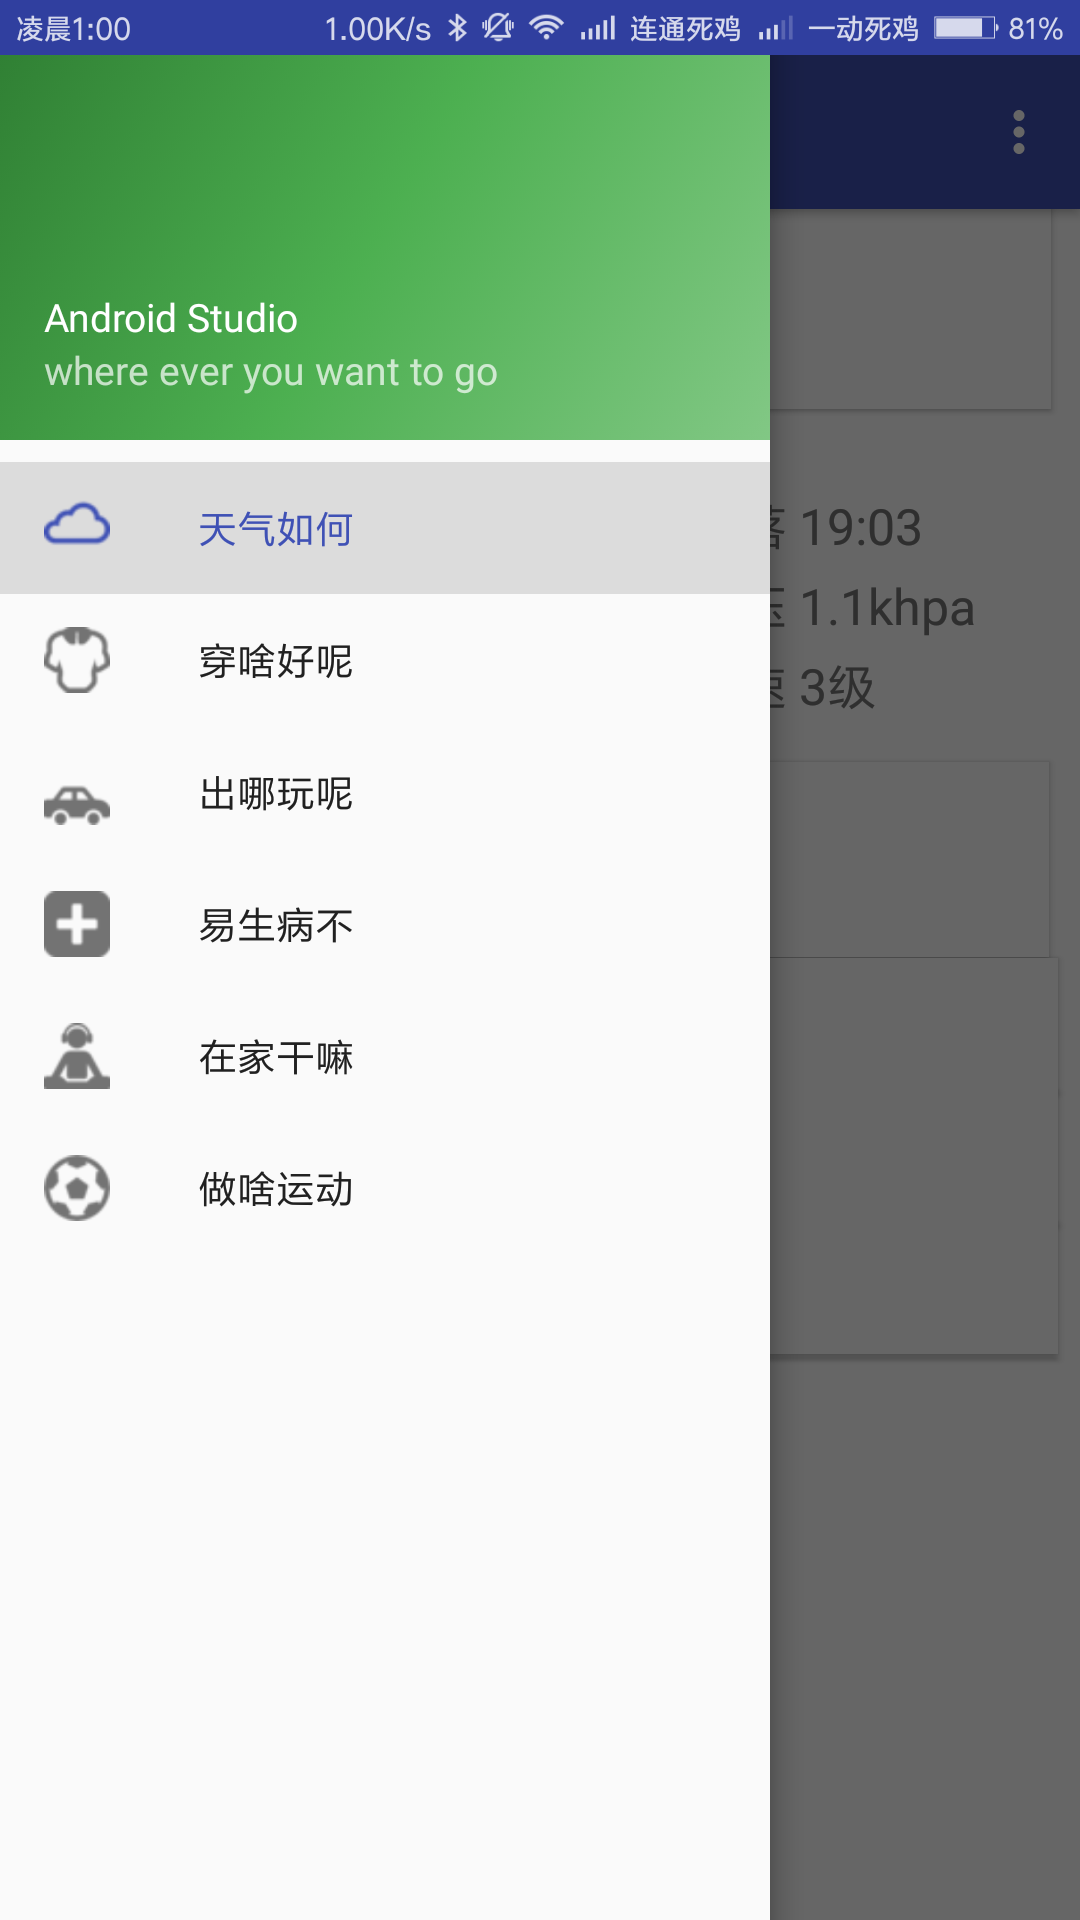 凌晨1:00 1.00K/s 连通死鸡 一动死鸡 81%
Android Studio
where ever you want to go
天气如何
穿啥好呢
出哪玩呢
易生病不
在家干嘛
做啥运动
19:03
1.1khpa
3级